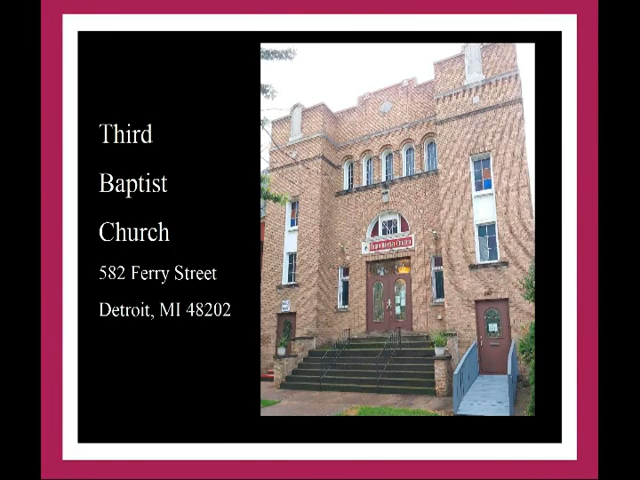 Third
Baptist
Church
582 Ferry Street
Detroit, MI 48202